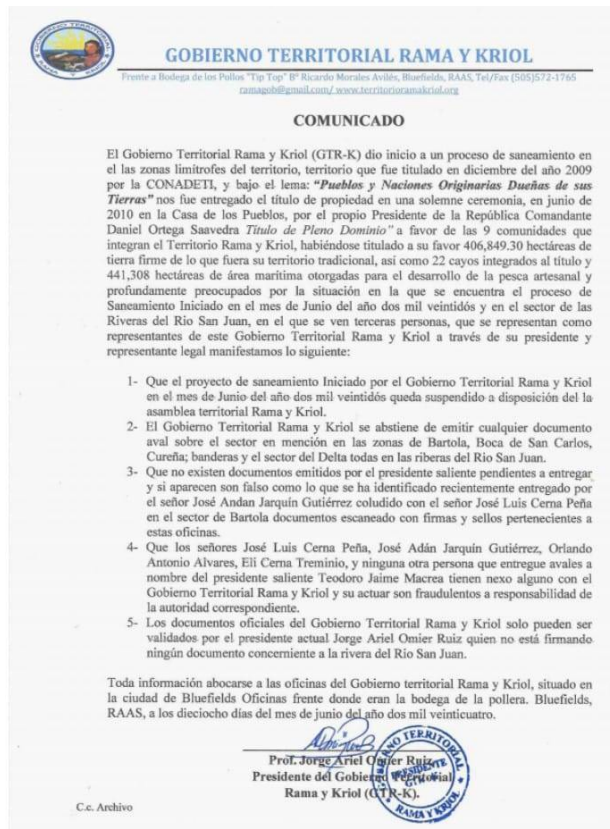 GOBIERNO TERRITORIAL RAMA Y KRIOL
Frente a Bodega de los Pollos "Tip Top" Bº Ricardo Morales Avilés, Bluefields, RAAS, Tel/Fax (505)572-1765
ramagob@gmail.com/ www.territorioramakriol.org
COMUNICADO
El Gobierno Territorial Rama y Kriol (GTR-K) dio inicio a un proceso de saneamiento en
el las zonas limítrofes del territorio, territorio que fue titulado en diciembre del año 2009
por la CONADETI, y bajo el lema: "Pueblos y Naciones Originarias Dueñas de sus
Tierras" nos fue entregado el título de propiedad en una solemne ceremonia, en junio de
2010 en la Casa de los Pueblos, por el propio Presidente de la República Comandante
Daniel Ortega Saavedra Titulo de Pleno Dominio" a favor de las 9 comunidades que
integran el Territorio Rama y Kriol, habiéndose titulado a su favor 406,849.30 hectáreas de
tierra firme de lo que fuera su territorio tradicional, así como 22 cayos integrados al título y
441,308 hectáreas de área marítima otorgadas para el desarrollo de la pesca artesanal y
profundamente preocupados por la situación en la que se encuentra el proceso de
Saneamiento Iniciado en el mes de Junio del año dos mil veintidós y en el sector de las
Riveras del Rio San Juan, en el que se ven terceras personas, que se representan como
representantes de este Gobierno Territorial Rama y Kriol a través de su presidente y
representante legal manifestamos lo siguiente:
1- Que el proyecto de saneamiento Iniciado por el Gobierno Territorial Rama y Kriol
en el mes de Junio del año dos mil veintidós queda suspendido a disposición del la
asamblea territorial Rama y Kriol.
2- El Gobierno Territorial Rama y Kriol se abstiene de emitir cualquier documento
aval sobre el sector en mención en las zonas de Bartola, Boca de San Carlos,
Cureña; banderas y el sector del Delta todas en las riberas del Rio San Juan.
3- Que no existen documentos emitidos por el presidente saliente pendientes a entregar
y si aparecen son falso como lo que se ha identificado recientemente entregado por
el señor José Andan Jarquín Gutiérrez coludido con el señor José Luis Cerna Peña
en el sector de Bartola documentos escaneado con firmas y sellos pertenecientes a
estas oficinas.
4- Que los señores José Luis Cerna Peña, José Adán Jarquín Gutiérrez, Orlando
Antonio Alvares, Elí Cerna Treminio, y ninguna otra persona que entregue avales a
nombre del presidente saliente Teodoro Jaime Macrea tienen nexo alguno con el
Gobierno Territorial Rama y Kriol y su actuar son fraudulentos a responsabilidad de
la autoridad correspondiente.
5- Los documentos oficiales del Gobierno Territorial Rama y Kriol solo pueden ser
validados por el presidente actual Jorge Ariel Omier Ruiz quien no está firmando
ningún documento concerniente a la rivera del Rio San Juan.
Toda información abocarse a las oficinas del Gobierno territorial Rama y Kriol, situado en
la ciudad de Bluefields Oficinas frente donde eran la bodega de la pollera. Bluefields,
RAAS, a los dieciocho días del mes de junio del año dos mil veinticuatro.
Prof. Jorge Ariel Omier Ruiz
Presidente del Gobierno Territorial
Rama y Kriol (GTR-K).
PRESIDENTE
GTR-K
RAMA Y KRIOL
C.c. Archivo